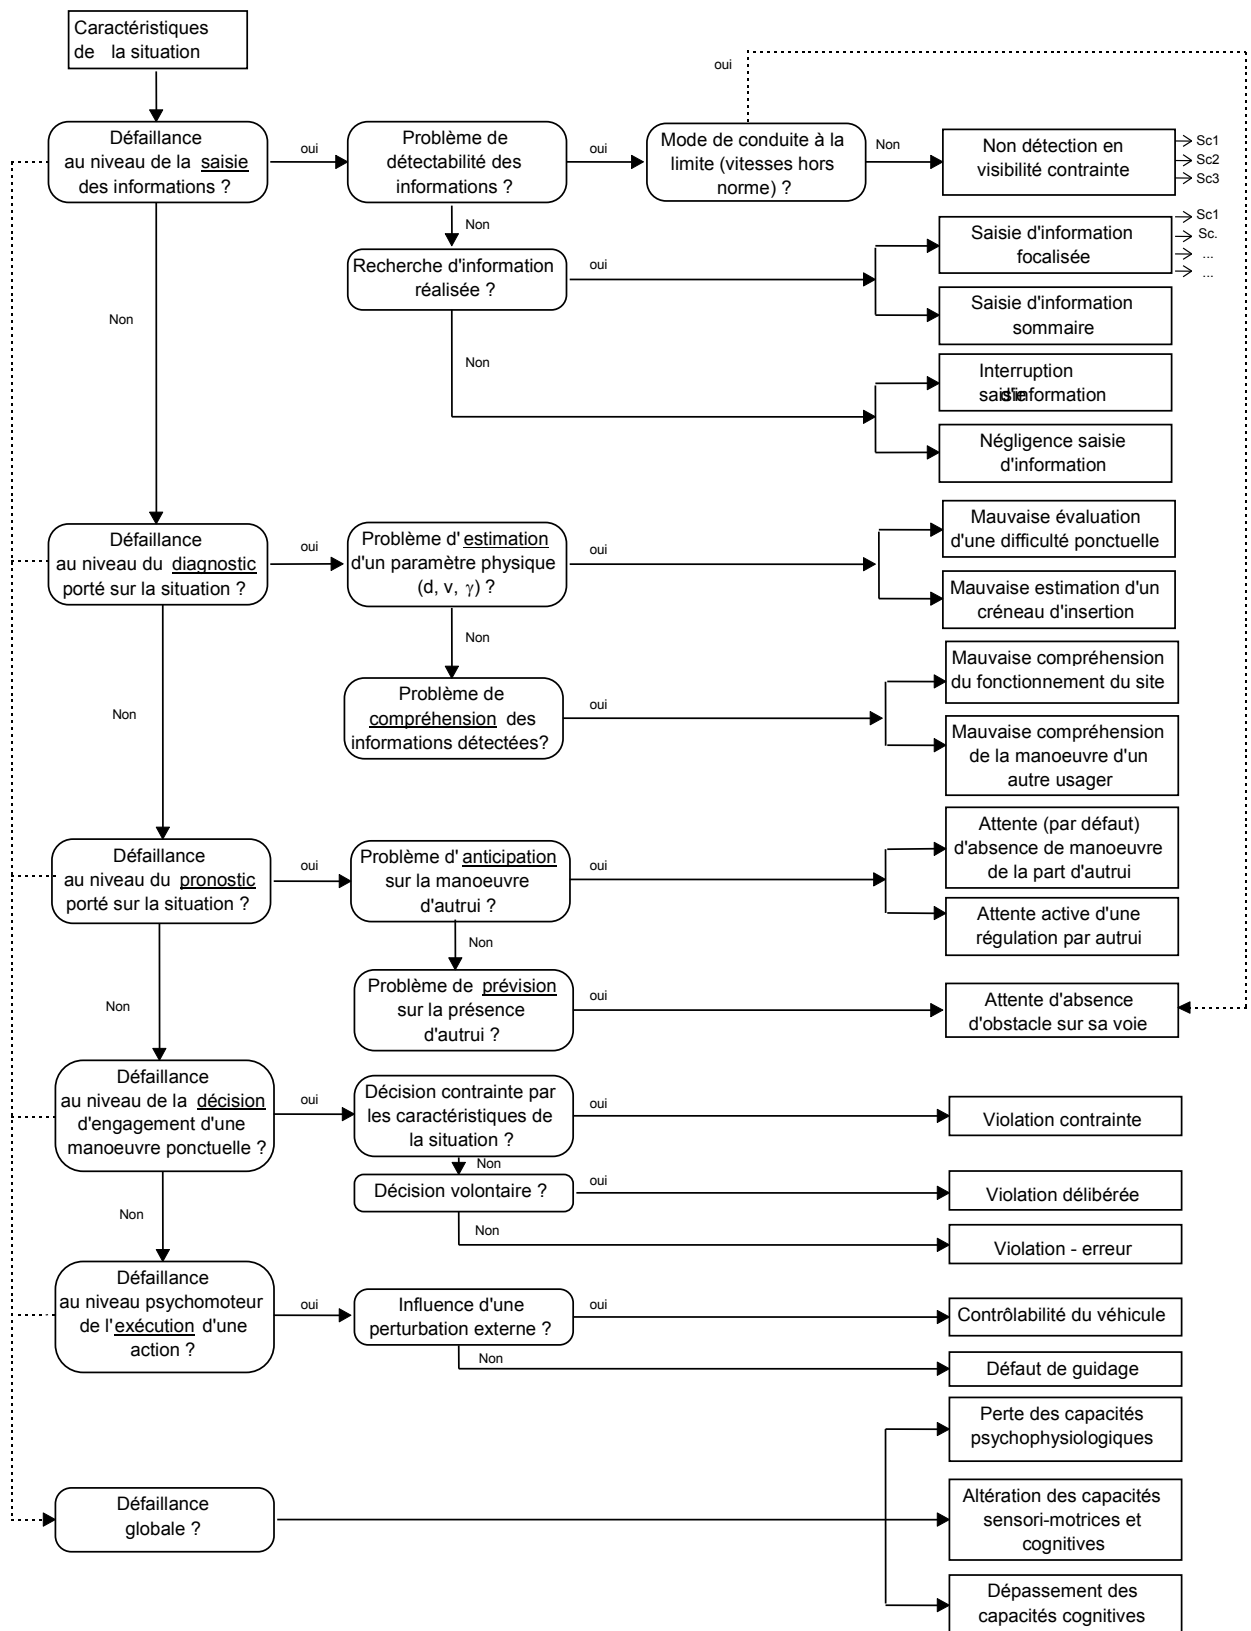 Caractéristiques
de la situation
oui
Défaillance
au niveau de la saisie
des informations ?
oui
Problème de
détectabilité des
informations ?
oui
Mode de conduite à la
limite (vitesses hors
norme) ?
Non
Non détection en
visibilité contrainte
Sc1
Sc2
Sc3
Non
Recherche d'information
réalisée ?
oui
Saisie d'information
focalisée
Sc1
Sc.
...
...
Saisie d'information
sommaire
Non
Non
Interruption
saisie d'information
Négligence saisie
d'information
Défaillance
au niveau du diagnostic
porté sur la situation ?
oui
Problème d'estimation
d'un paramètre physique
(d, v, γ) ?
oui
Mauvaise évaluation
d'une difficulté ponctuelle
Mauvaise estimation d'un
créneau d'insertion
Non
Non
Problème de
compréhension des
informations détectées?
oui
Mauvaise compréhension
du fonctionnement du site
Mauvaise compréhension
de la manoeuvre d'un
autre usager
Défaillance
au niveau du pronostic
porté sur la situation ?
oui
Problème d'anticipation
sur la manoeuvre
d'autrui ?
oui
Attente (par défaut)
d'absence de manoeuvre
de la part d'autrui
Attente active d'une
régulation par autrui
Non
Non
Problème de prévision
sur la présence
d'autrui ?
oui
Attente d'absence
d'obstacle sur sa voie
Défaillance
au niveau de la décision
d'engagement d'une
manoeuvre ponctuelle ?
oui
Décision contrainte par
les caractéristiques de
la situation ?
oui
Violation contrainte
Non
Non
Décision volontaire ?
oui
Violation délibérée
Non
Violation - erreur
Défaillance
au niveau psychomoteur
de l'exécution d'une
action ?
oui
Influence d'une
perturbation externe ?
oui
Contrôlabilité du véhicule
Non
Défaut de guidage
Perte des capacités
psychophysiologiques
Défaillance
globale ?
Altération des capacités
sensori-motrices et
cognitives
Dépassement des
capacités cognitives